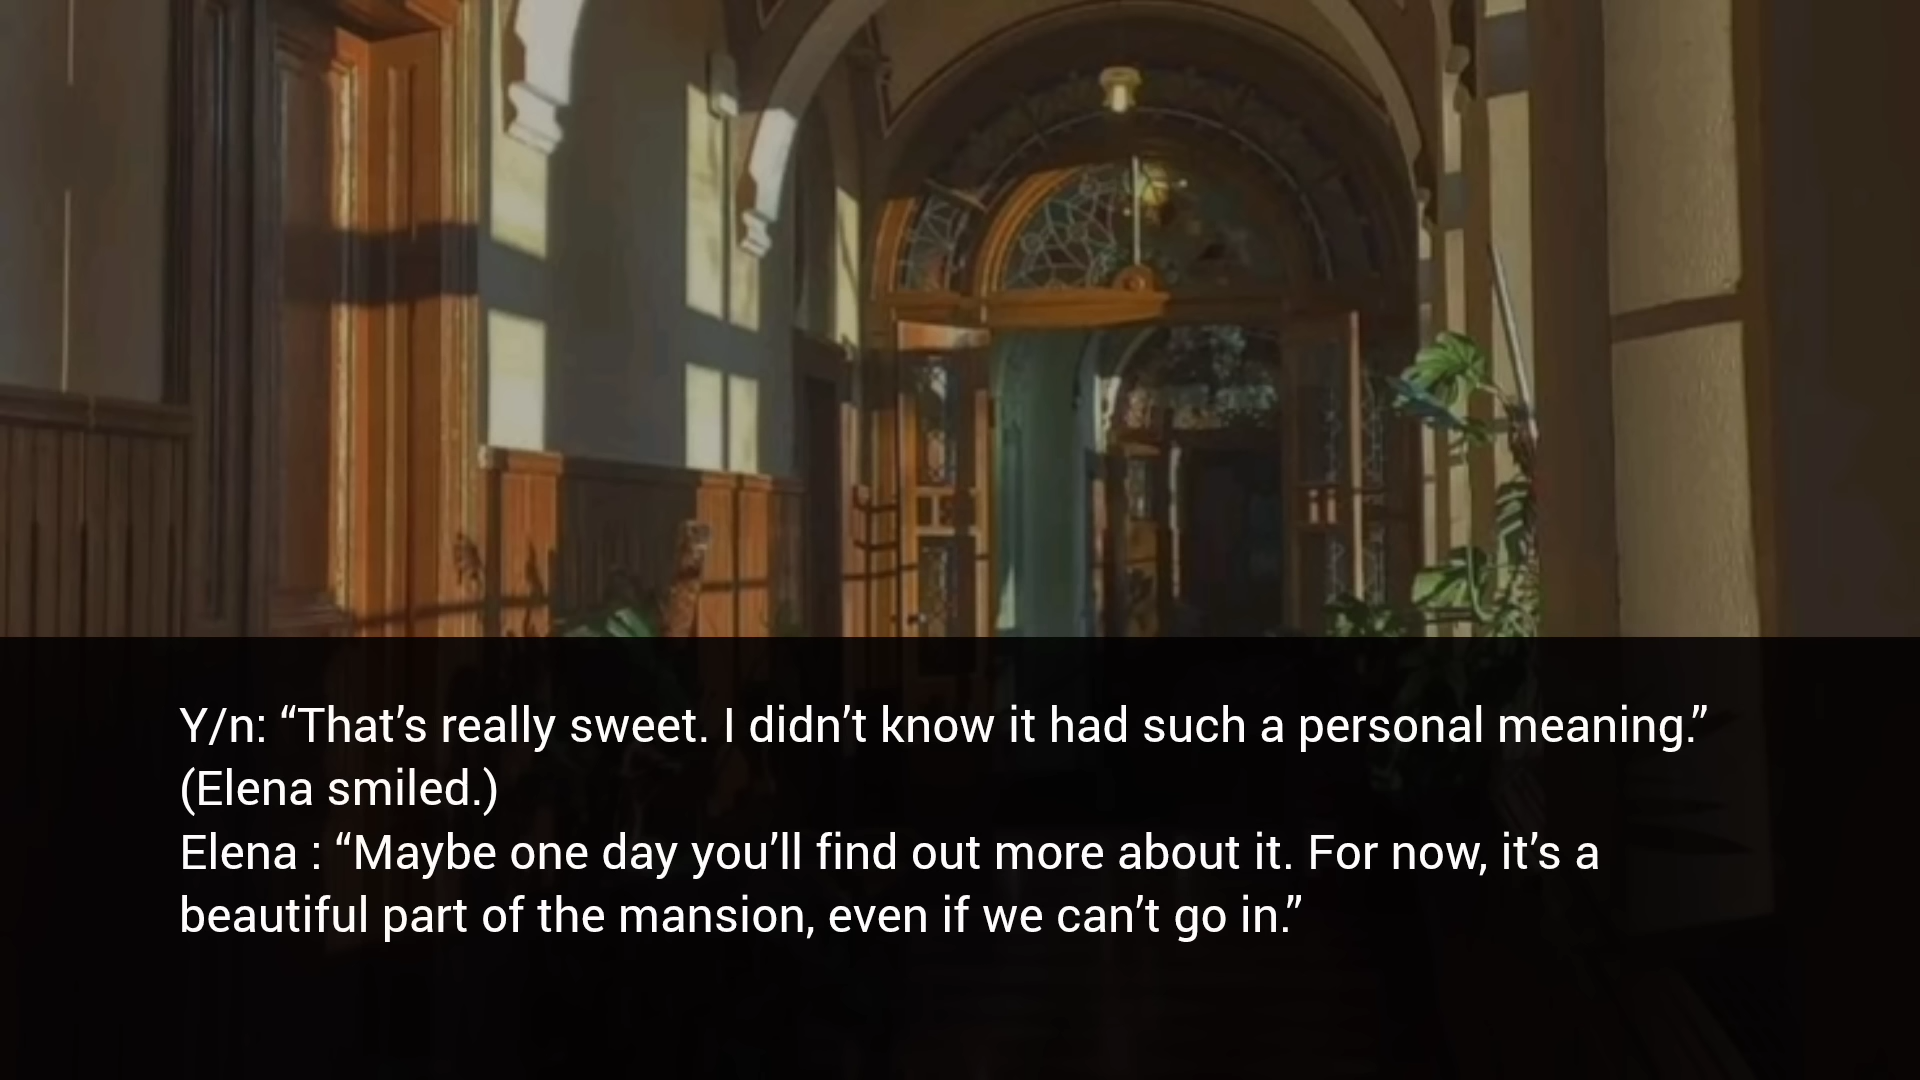 Y/n: “That’s really sweet. I didn’t know it had such a personal meaning.”
(Elena smiled.)
Elena : “Maybe one day you’ll find out more about it. For now, it’s a
beautiful part of the mansion, even if we can’t go in.”